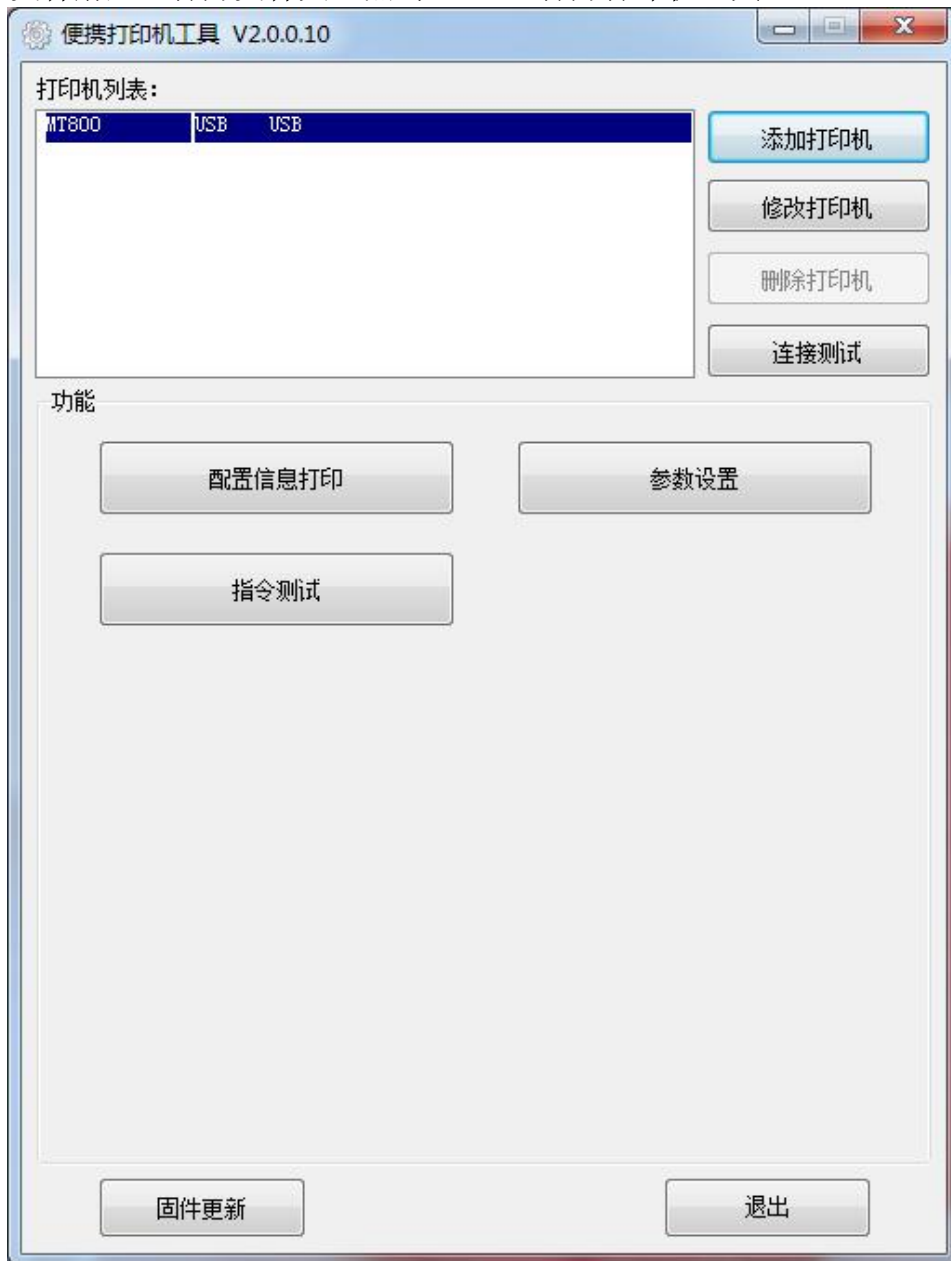 便携打印机工具 V2.0.0.10
打印机列表：
MT800 USB USB
添加打印机
修改打印机
删除打印机
连接测试
功能
配置信息打印
参数设置
指令测试
固件更新
退出